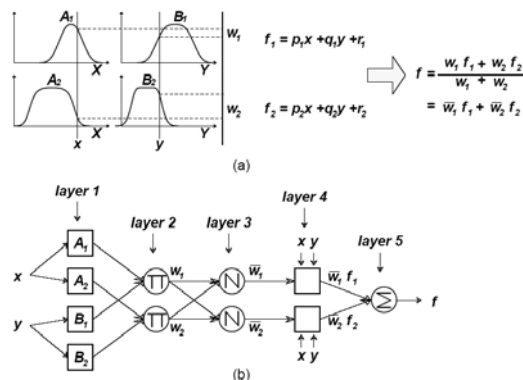 A₁ B₁
w₁ f₁ = p₁x +q₁y +r₁
X Y
A₂ B₂
w₂ f₂ = p₂x +q₂y +r₂
X Y
x y
f = w₁ f₁ + w₂ f₂ / w₁ + w₂
= w̅₁ f₁ + w̅₂ f₂
(a)
layer 1
layer 2 layer 3 layer 4 layer 5
x y
A₁ Π w₁ N w̅₁ w̅₁ f₁
x A₂
Σ f
y B₁ Π w₂ N w̅₂ w̅₂ f₂
B₂
x y
(b)